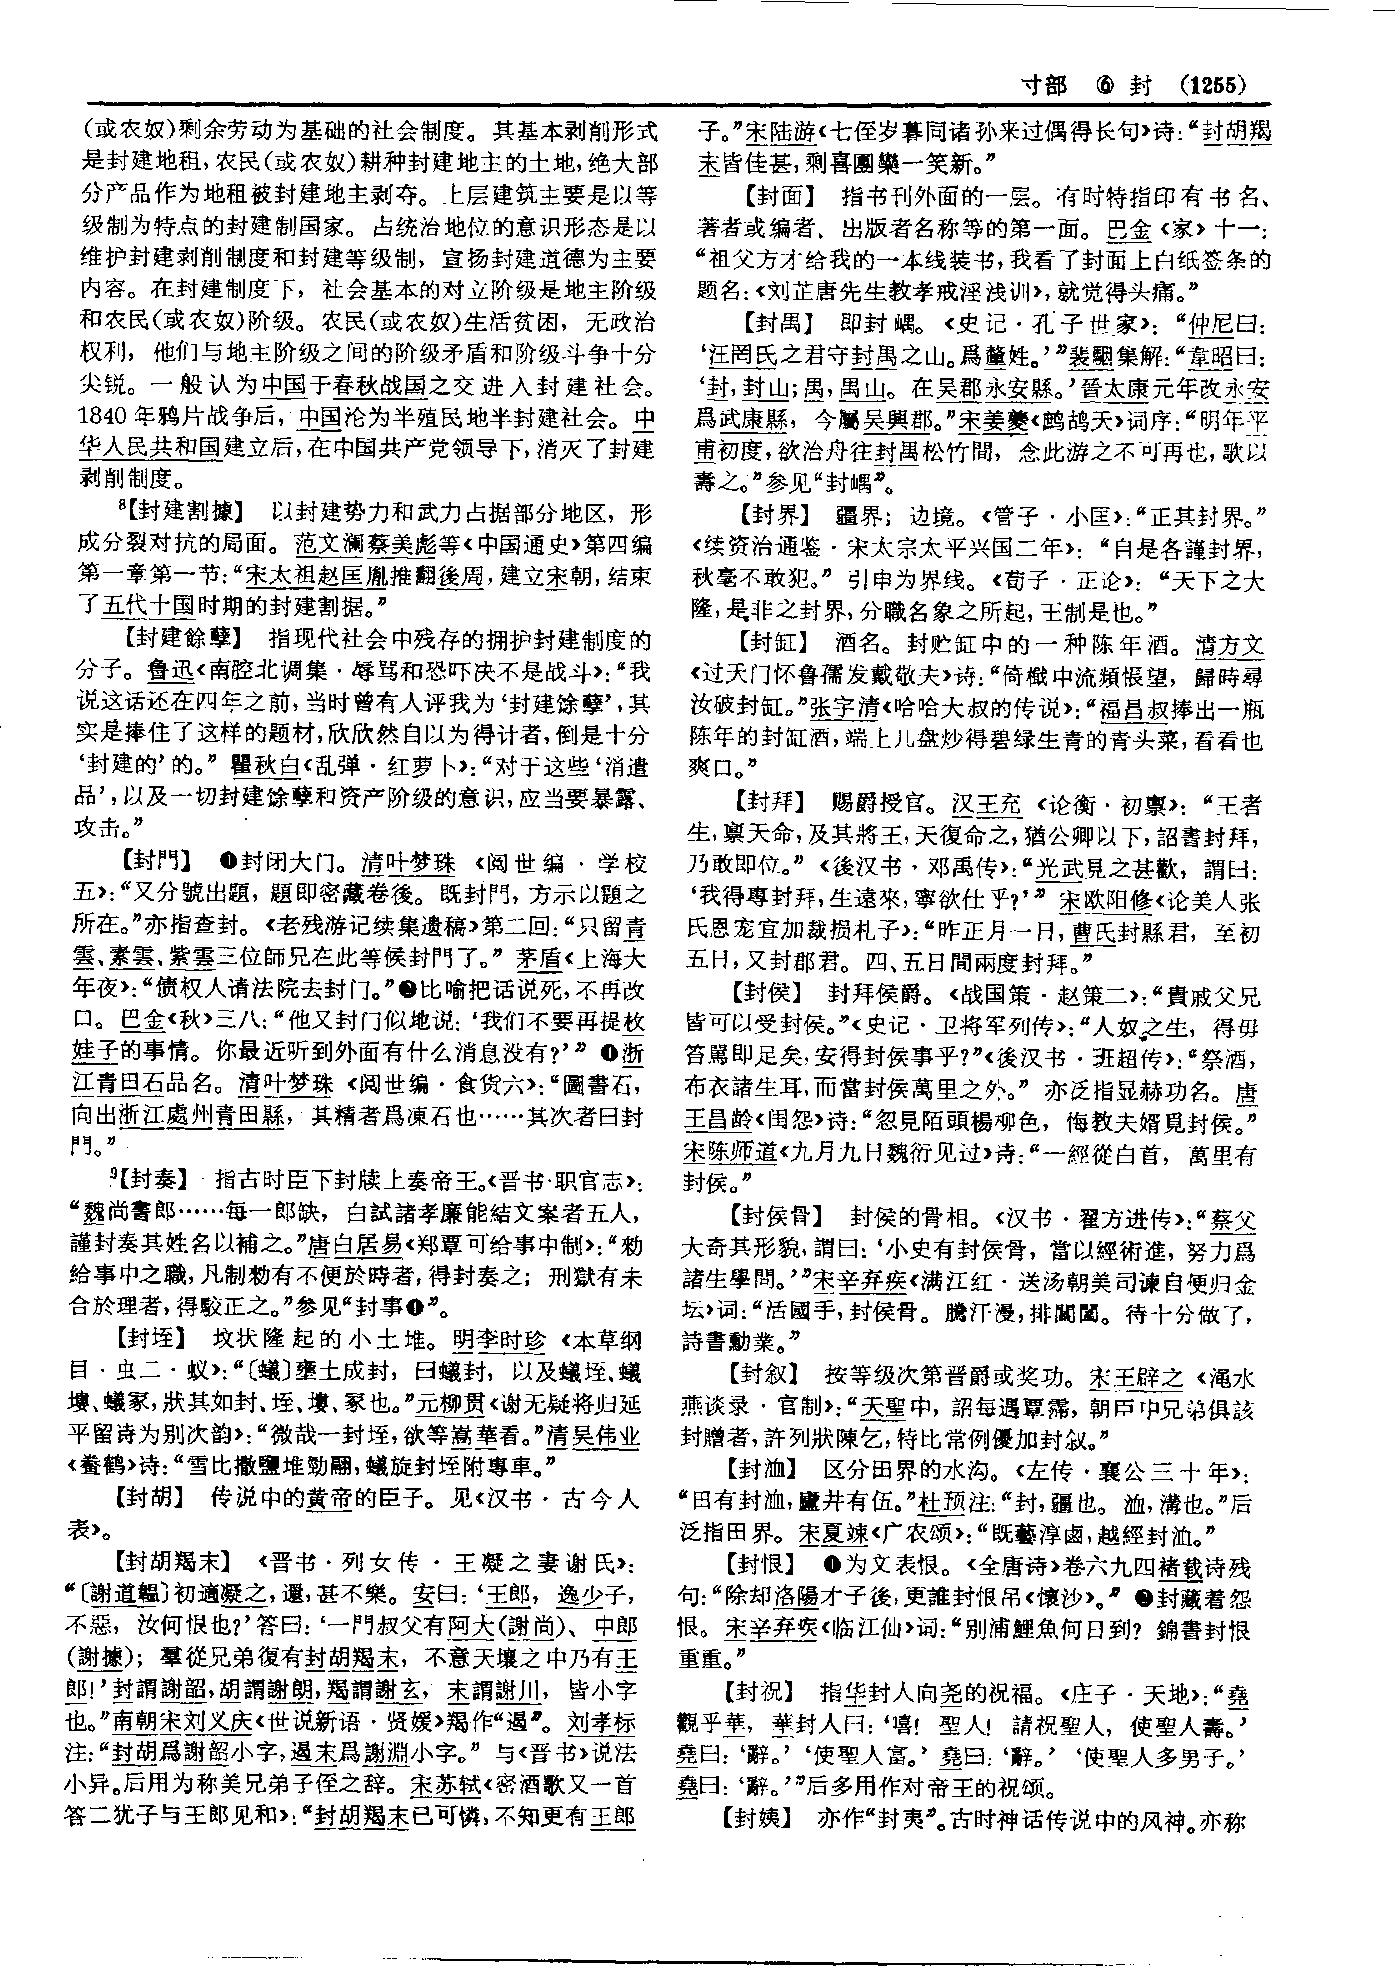 寸部 ⑥ 封 (1255)
(或农奴)剩余劳动为基础的社会制度。其基本剥削形式
是封建地租,农民(或农奴)耕种封建地主的土地,绝大部
分产品作为地租被封建地主剥夺。上层建筑主要是以等
级制为特点的封建制国家。占统治地位的意识形态是以
维护封建剥削制度和封建等级制，宣扬封建道德为主要
内容。在封建制度下，社会基本的对立阶级是地主阶级
和农民(或农奴)阶级。农民(或农奴)生活贫困，无政治
权利，他们与地主阶级之间的阶级矛盾和阶级斗争十分
尖锐。一般认为中国于春秋战国之交进入封建社会。
1840年鸦片战争后，中国沦为半殖民地半封建社会。中
华人民共和国建立后,在中国共产党领导下,消灭了封建
剥削制度。
8【封建割據】 以封建势力和武力占据部分地区，形
成分裂对抗的局面。范文澜蔡美彪等《中国通史》第四编
第一章第一节:“宋太祖赵匡胤推翻後周,建立宋朝,结束
了五代十国时期的封建割据。”
【封建餘孽】 指现代社会中残存的拥护封建制度的
分子。鲁迅《南腔北调集·辱骂和恐吓决不是战斗》:“我
说这话还在四年之前,当时曾有人评我为‘封建馀孽’,其
实是捧住了这样的题材,欣欣然自以为得计者,倒是十分
‘封建的’的。”瞿秋白《乱弹·红萝卜》:“对于这些‘消遣
品’,以及一切封建馀孽和资产阶级的意识,应当要暴露、
攻击。”
【封門】 ❶封闭大门。清叶梦珠《阅世编·学校
五》:“又分號出題，題即密藏卷後。既封門,方示以題之
所在。”亦指查封。《老残游记续集遗稿》第二回:“只留青
雲、素雲、紫雲三位師兄在此等侯封門了。”茅盾《上海大
年夜》:“债权人请法院去封门。”❷比喻把话说死,不再改
口。巴金《秋》三八:“他又封门似地说:‘我们不要再提枚
娃子的事情。你最近听到外面有什么消息没有?’”❶浙
江青田石品名。清叶梦珠《阅世编·食货六》:“圖書石，
向出浙江處州青田縣，其精者爲凍石也……其次者曰封
門。”
9【封奏】 指古时臣下封牍上奏帝王。《晋书·职官志》:
“魏尚書郎……每一郎缺，白試諸孝廉能結文案者五人，
謹封奏其姓名以補之。”唐白居易《郑覃可给事中制》:“勑
给事中之職,凡制勑有不便於時者,得封奏之；刑獄有未
合於理者,得駁正之。”参见“封事❶”。
【封垤】 坟状隆起的小土堆。明李时珍《本草纲
目·虫二·蚁》:“〔蟻〕壅土成封，曰蟻封，以及蟻垤、蟻
塿、蟻冢,狀其如封、垤、塿、冢也。”元柳贯《谢无疑将归延
平留诗为别次韵》:“微哉一封垤,欲等嵩華看。”清吴伟业
《鲞鹤》诗:“雪比撒鹽堆勁翮,蟻旋封垤附專車。”
【封胡】 传说中的黄帝的臣子。见《汉书·古今人
表》。
【封胡羯末】 《晋书·列女传·王凝之妻谢氏》:
“〔謝道韞〕初適凝之,還,甚不樂。安曰:‘王郎，逸少子，
不惡，汝何恨也?’答曰:‘一門叔父有阿大(謝尚)、中郎
(謝據)；羣從兄弟復有封胡羯末，不意天壤之中乃有王
郎!’封謂謝韶,胡謂謝朗,羯謂謝玄，末謂謝川，皆小字
也。”南朝宋刘义庆《世说新语·贤媛》羯作“遏”。刘孝标
注:“封胡爲謝韶小字,遏末爲謝淵小字。”与《晋书》说法
小异。后用为称美兄弟子侄之辞。宋苏轼《密酒歌又一首
答二犹子与王郎见和》:“封胡羯末已可憐,不知更有王郎
子。”宋陆游《七侄岁暮同诸孙来过偶得长句》诗:“封胡羯
末皆佳甚,剩喜團欒一笑新。”
【封面】 指书刊外面的一层。有时特指印有书名、
著者或编者、出版者名称等的第一面。巴金《家》十一:
“祖父方才给我的一本线装书,我看了封面上白纸签条的
题名:《刘芷唐先生教孝戒淫浅训》,就觉得头痛。”
【封禺】 即封嵎。《史记·孔子世家》:“仲尼曰:
‘汪罔氏之君守封禺之山。爲釐姓。’”裴駰集解:“韋昭曰:
‘封,封山;禺,禺山。在吴郡永安縣。’晉太康元年改永安
爲武康縣，今屬吴興郡。”宋姜夔《鹧鸪天》词序:“明年平
甫初度,欲治舟往封禺松竹間，念此游之不可再也,歌以
壽之。”参见“封嵎”。
【封界】 疆界；边境。《管子·小匡》:“正其封界。”
《续资治通鉴·宋太宗太平兴国二年》:“自是各謹封界，
秋毫不敢犯。”引申为界线。《荀子·正论》:“天下之大
隆,是非之封界,分職名象之所起,王制是也。”
【封缸】 酒名。封贮缸中的一种陈年酒。清方文
《过天门怀鲁孺发戴敬夫》诗:“倚檝中流頻悵望，歸時尋
汝破封缸。”张宇清《哈哈大叔的传说》:“福昌叔捧出一瓶
陈年的封缸酒,端上几盘炒得碧绿生青的青头菜,看看也
爽口。”
【封拜】 赐爵授官。汉王充《论衡·初禀》:“王者
生,禀天命,及其將王,天復命之,猶公卿以下,詔書封拜，
乃敢即位。”《後汉书·邓禹传》:“光武見之甚歡，謂曰:
‘我得專封拜,生遠來,寧欲仕乎?’”宋欧阳修《论美人张
氏恩宠宜加裁损札子》:“昨正月一日,曹氏封縣君，至初
五日,又封郡君。四、五日間兩度封拜。”
【封侯】 封拜侯爵。《战国策·赵策二》:“貴戚父兄
皆可以受封侯。”《史记·卫将军列传》:“人奴之生，得毋
笞駡即足矣,安得封侯事乎?”《後汉书·班超传》:“祭酒，
布衣諸生耳,而當封侯萬里之外。”亦泛指显赫功名。唐
王昌龄《闺怨》诗:“忽見陌頭楊柳色，悔教夫婿覓封侯。”
宋陈师道《九月九日魏衍见过》诗:“一經從白首，萬里有
封侯。”
【封侯骨】 封侯的骨相。《汉书·翟方进传》:“蔡父
大奇其形貌,謂曰:‘小史有封侯骨，當以經術進，努力爲
諸生學問。’”宋辛弃疾《满江红·送汤朝美司谏自便归金
坛》词:“活國手,封侯骨。騰汗漫,排閶闔。待十分做了，
詩書勳業。”
【封叙】 按等级次第晋爵或奖功。宋王辟之《渑水
燕谈录·官制》:“天聖中，詔每遇覃霈，朝臣中兄弟俱該
封贈者,許列狀陳乞,特比常例優加封叙。”
【封洫】 区分田界的水沟。《左传·襄公三十年》:
“田有封洫,廬井有伍。”杜预注:“封,疆也。洫,溝也。”后
泛指田界。宋夏竦《广农颂》:“既藝淳鹵,越經封洫。”
【封恨】 ❶为文表恨。《全唐诗》卷六九四褚载诗残
句:“除却洛陽才子後,更誰封恨吊《懷沙》。”❷封藏着怨
恨。宋辛弃疾《临江仙》词:“别浦鯉魚何日到?錦書封恨
重重。”
【封祝】 指华封人向尧的祝福。《庄子·天地》:“堯
觀乎華，華封人曰:‘嘻!聖人!請祝聖人，使聖人壽。’
堯曰:‘辭。’‘使聖人富。’堯曰:‘辭。’‘使聖人多男子。’
堯曰:‘辭。’”后多用作对帝王的祝颂。
【封姨】 亦作“封夷”。古时神话传说中的风神。亦称